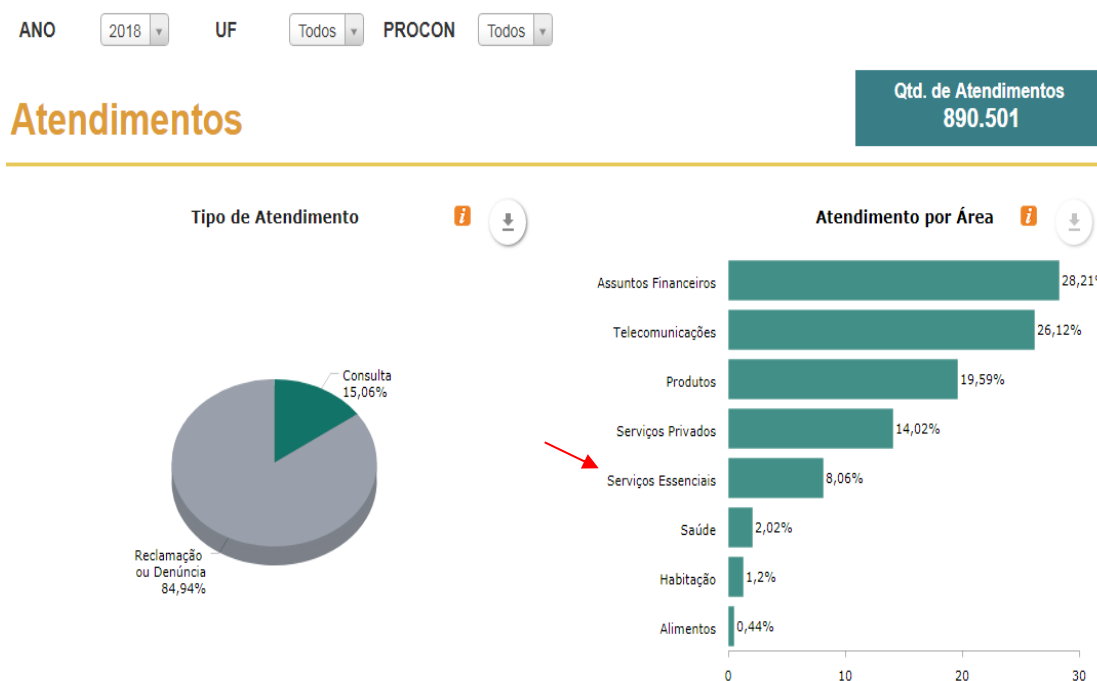 ANO 2018 UF Todos PROCON Todos
Qtd. de Atendimentos
890.501
Atendimentos
Tipo de Atendimento i
Consulta
15,06%
Reclamação
ou Denúncia
84,94%
Atendimento por Área i
Assuntos Financeiros 28,21%
Telecomunicações 26,12%
Produtos 19,59%
Serviços Privados 14,02%
Serviços Essenciais 8,06%
Saúde 2,02%
Habitação 1,2%
Alimentos 0,44%
0 10 20 30